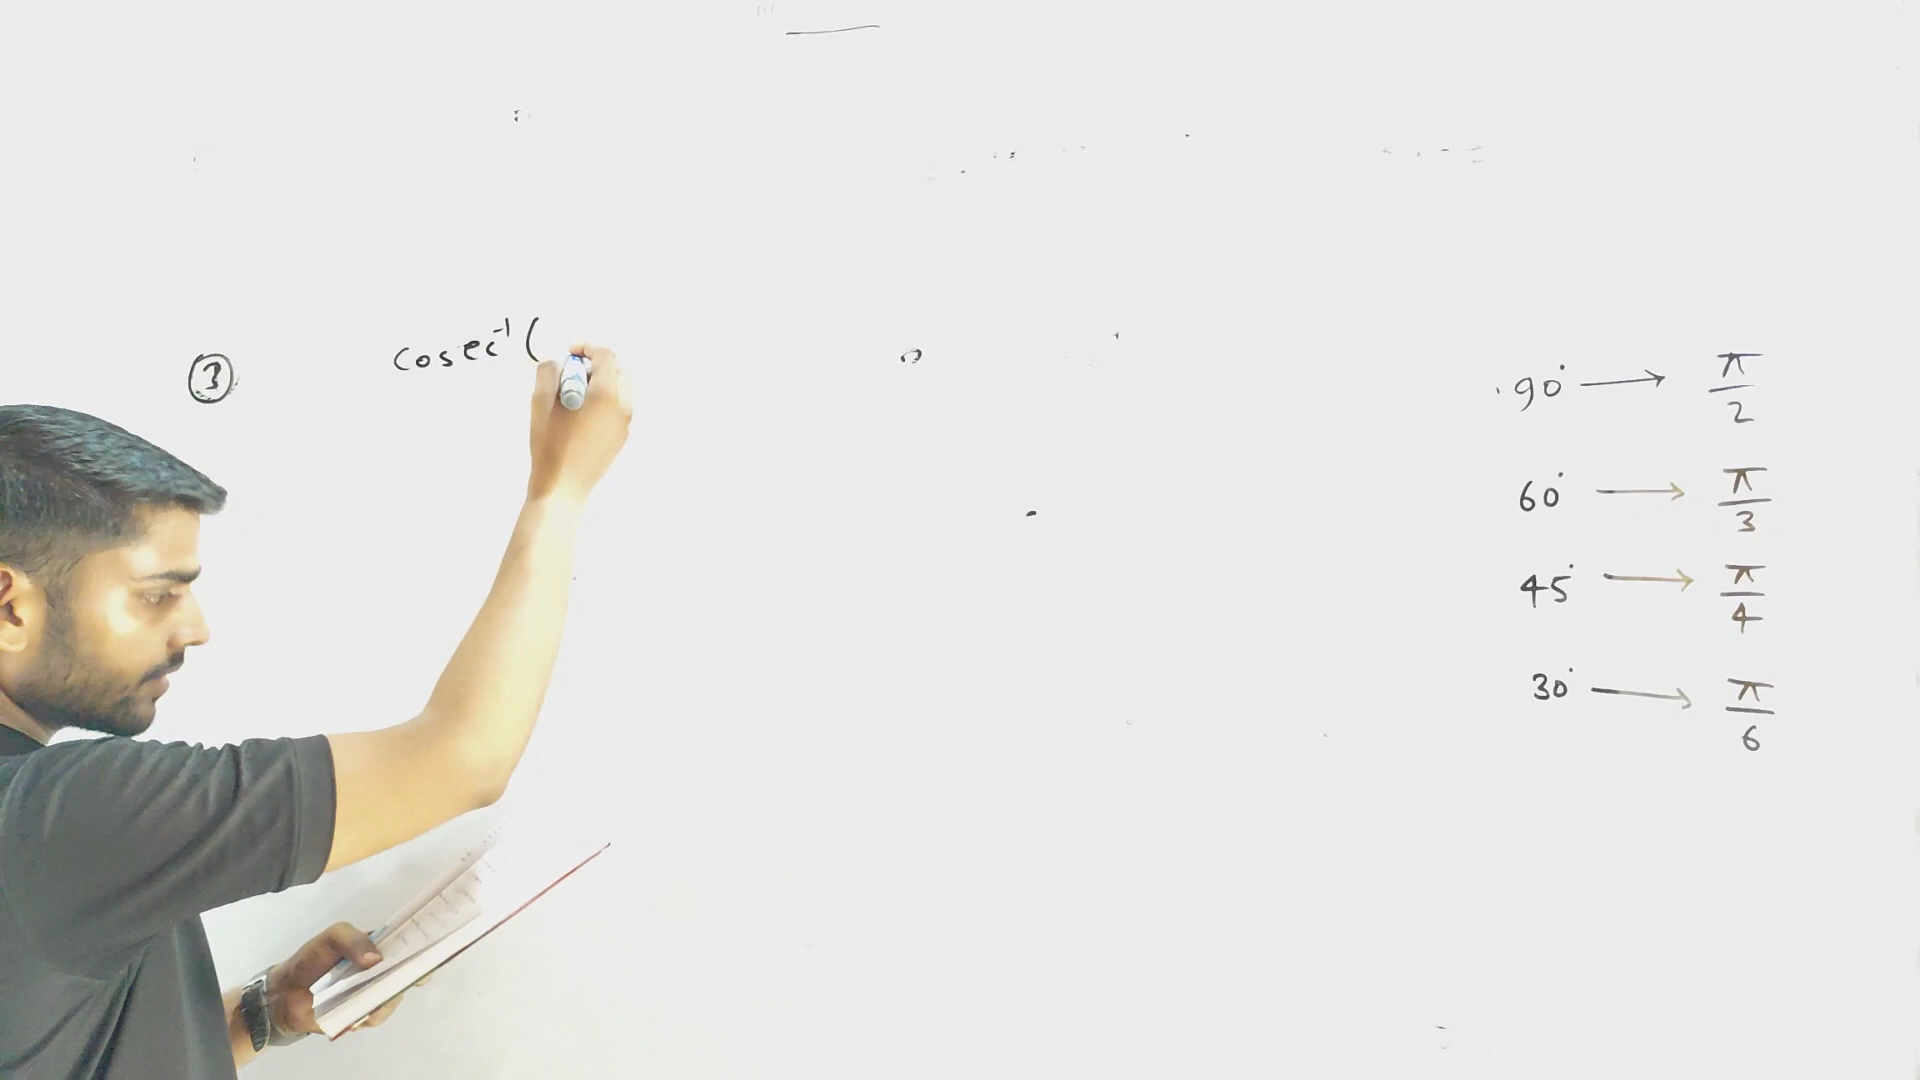 ③ cosec⁻¹ (
90° → π/2
60° → π/3
45° → π/4
30° → π/6